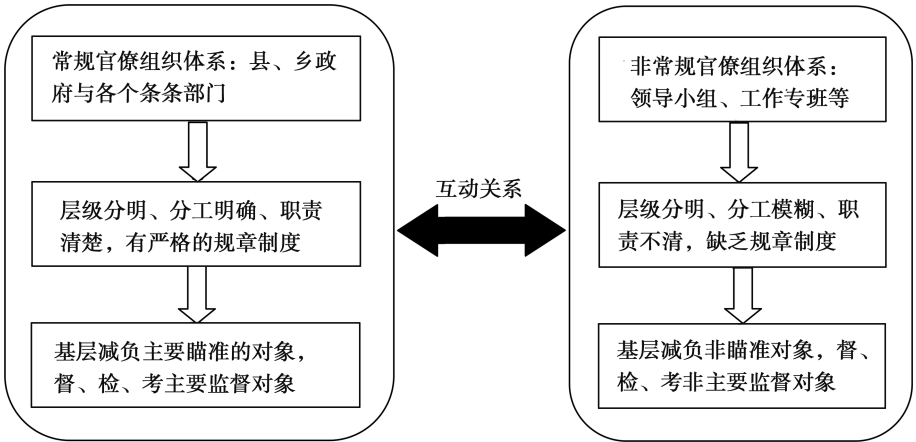 常规官僚组织体系：县、乡政
府与各个条条部门
层级分明、分工明确、职责
清楚，有严格的规章制度
基层减负主要瞄准的对象，
督、检、考主要监督对象
互动关系
非常规官僚组织体系：
领导小组、工作专班等
层级分明、分工模糊、职
责不清，缺乏规章制度
基层减负非瞄准对象，督、
检、考非主要监督对象